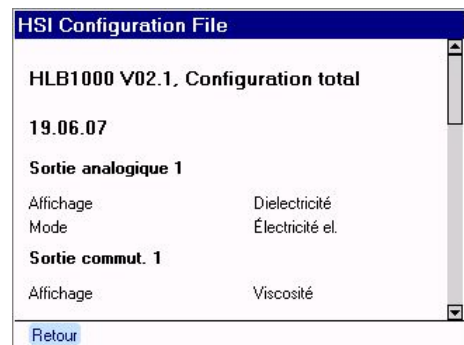 HSI Configuration File
HLB1000 V02.1, Configuration total
19.06.07
Sortie analogique 1
Affichage Dielectricité
Mode Électricité el.
Sortie commut. 1
Affichage Viscosité
Retour